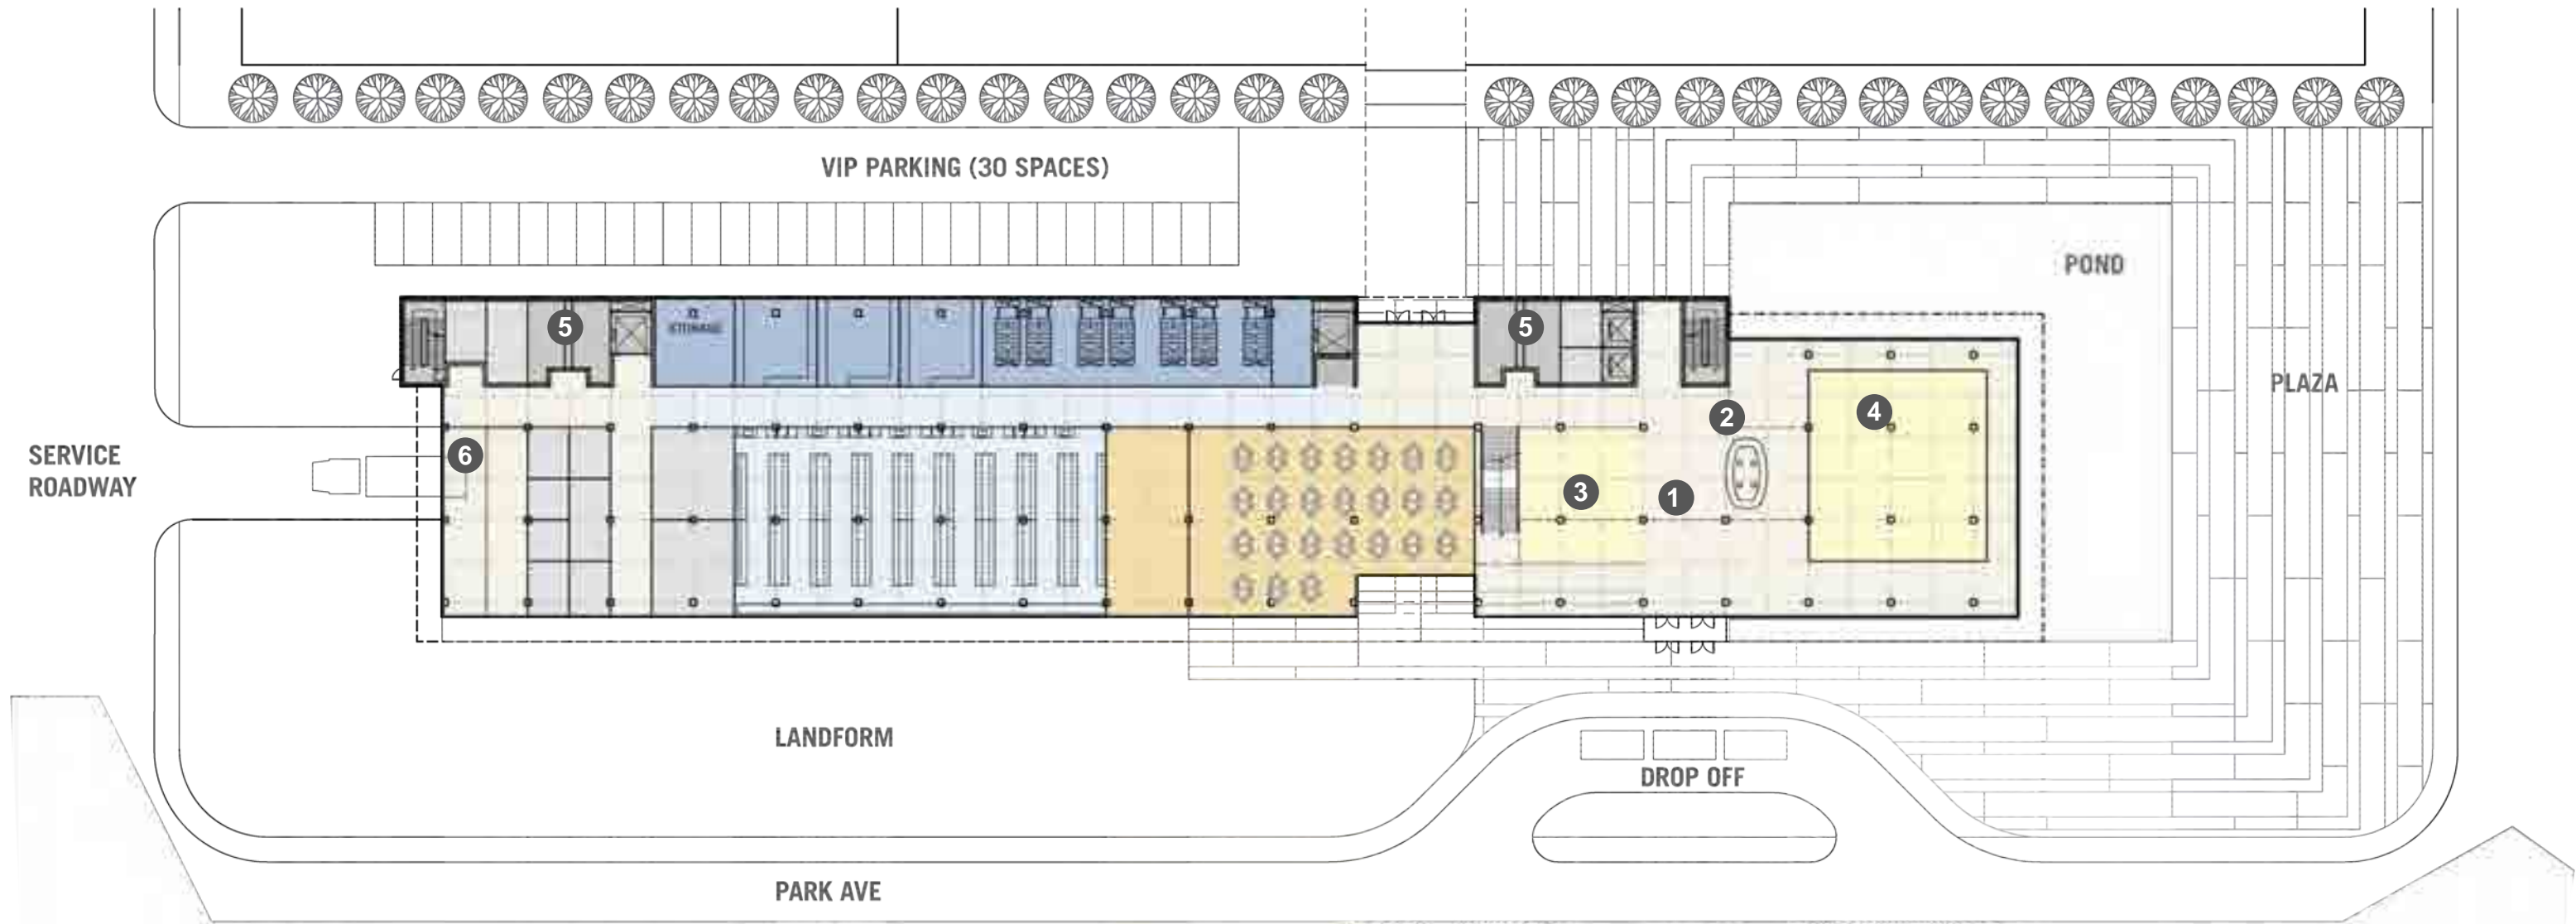 VIP PARKING (30 SPACES)
POND
5
STORAGE
5
PLAZA
4
2
SERVICE
ROADWAY
6
3
1
LANDFORM
DROP OFF
PARK AVE